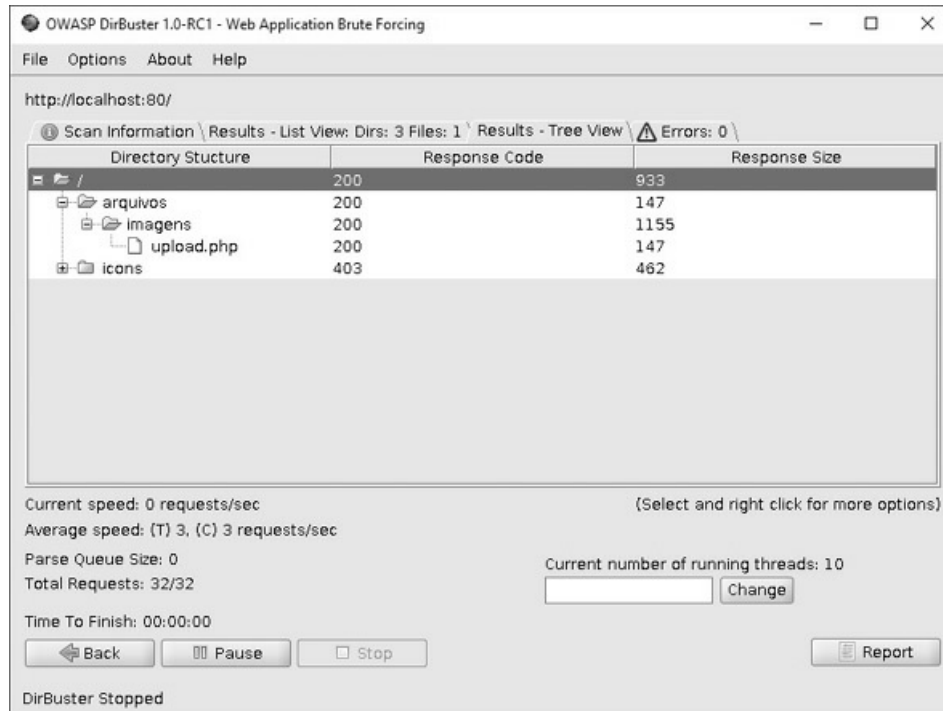 OWASP DirBuster 1.0-RC1 - Web Application Brute Forcing
File Options About Help
http://localhost:80/
Scan Information \ Results - List View: Dirs: 3 Files: 1 \ Results - Tree View \ Errors: 0 \
Directory Stucture Response Code Response Size
/ 200 933
arquivos 200 147
imagens 200 1155
upload.php 200 147
icons 403 462
Current speed: 0 requests/sec (Select and right click for more options)
Average speed: (T) 3, (C) 3 requests/sec
Parse Queue Size: 0 Current number of running threads: 10
Total Requests: 32/32 Change
Time To Finish: 00:00:00
Back Pause Stop Report
DirBuster Stopped